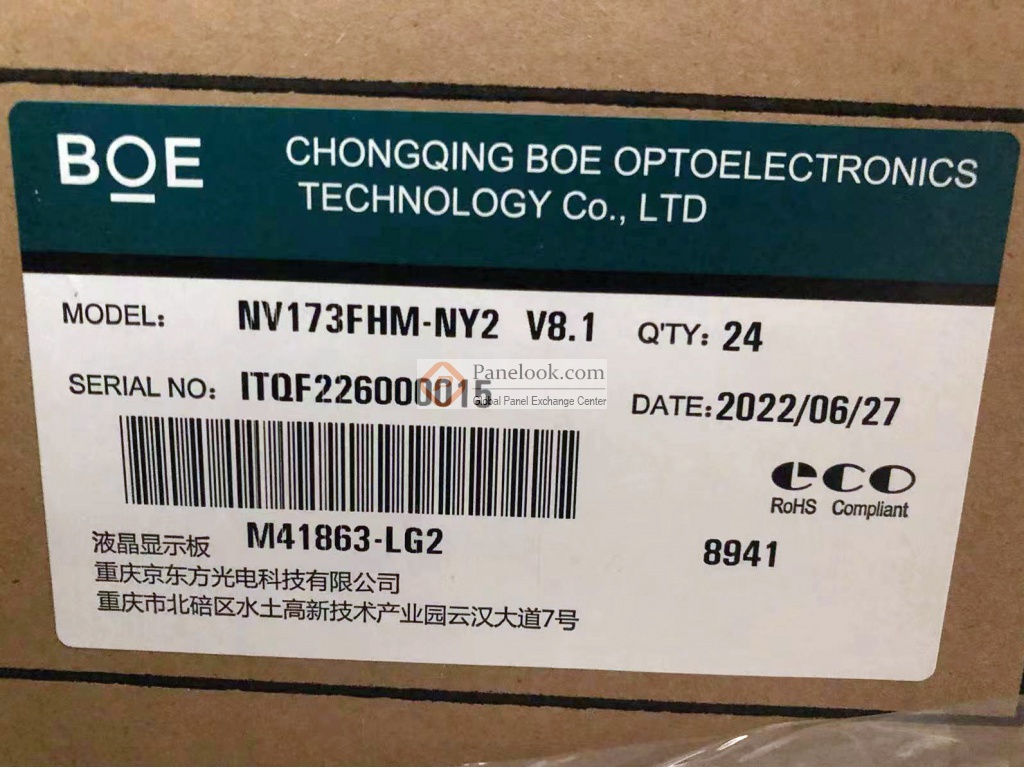 BOE
CHONGQING BOE OPTOELECTRONICS
TECHNOLOGY Co., LTD
MODEL: NV173FHM-NY2 V8.1 Q'TY: 24
Panelook.com
Global Panel Exchange Center
SERIAL NO: ITQF226000015
DATE: 2022/06/27
eco
RoHS Compliant
液晶显示板 M41863-LG2
8941
重庆京东方光电科技有限公司
重庆市北碚区水土高新技术产业园云汉大道7号